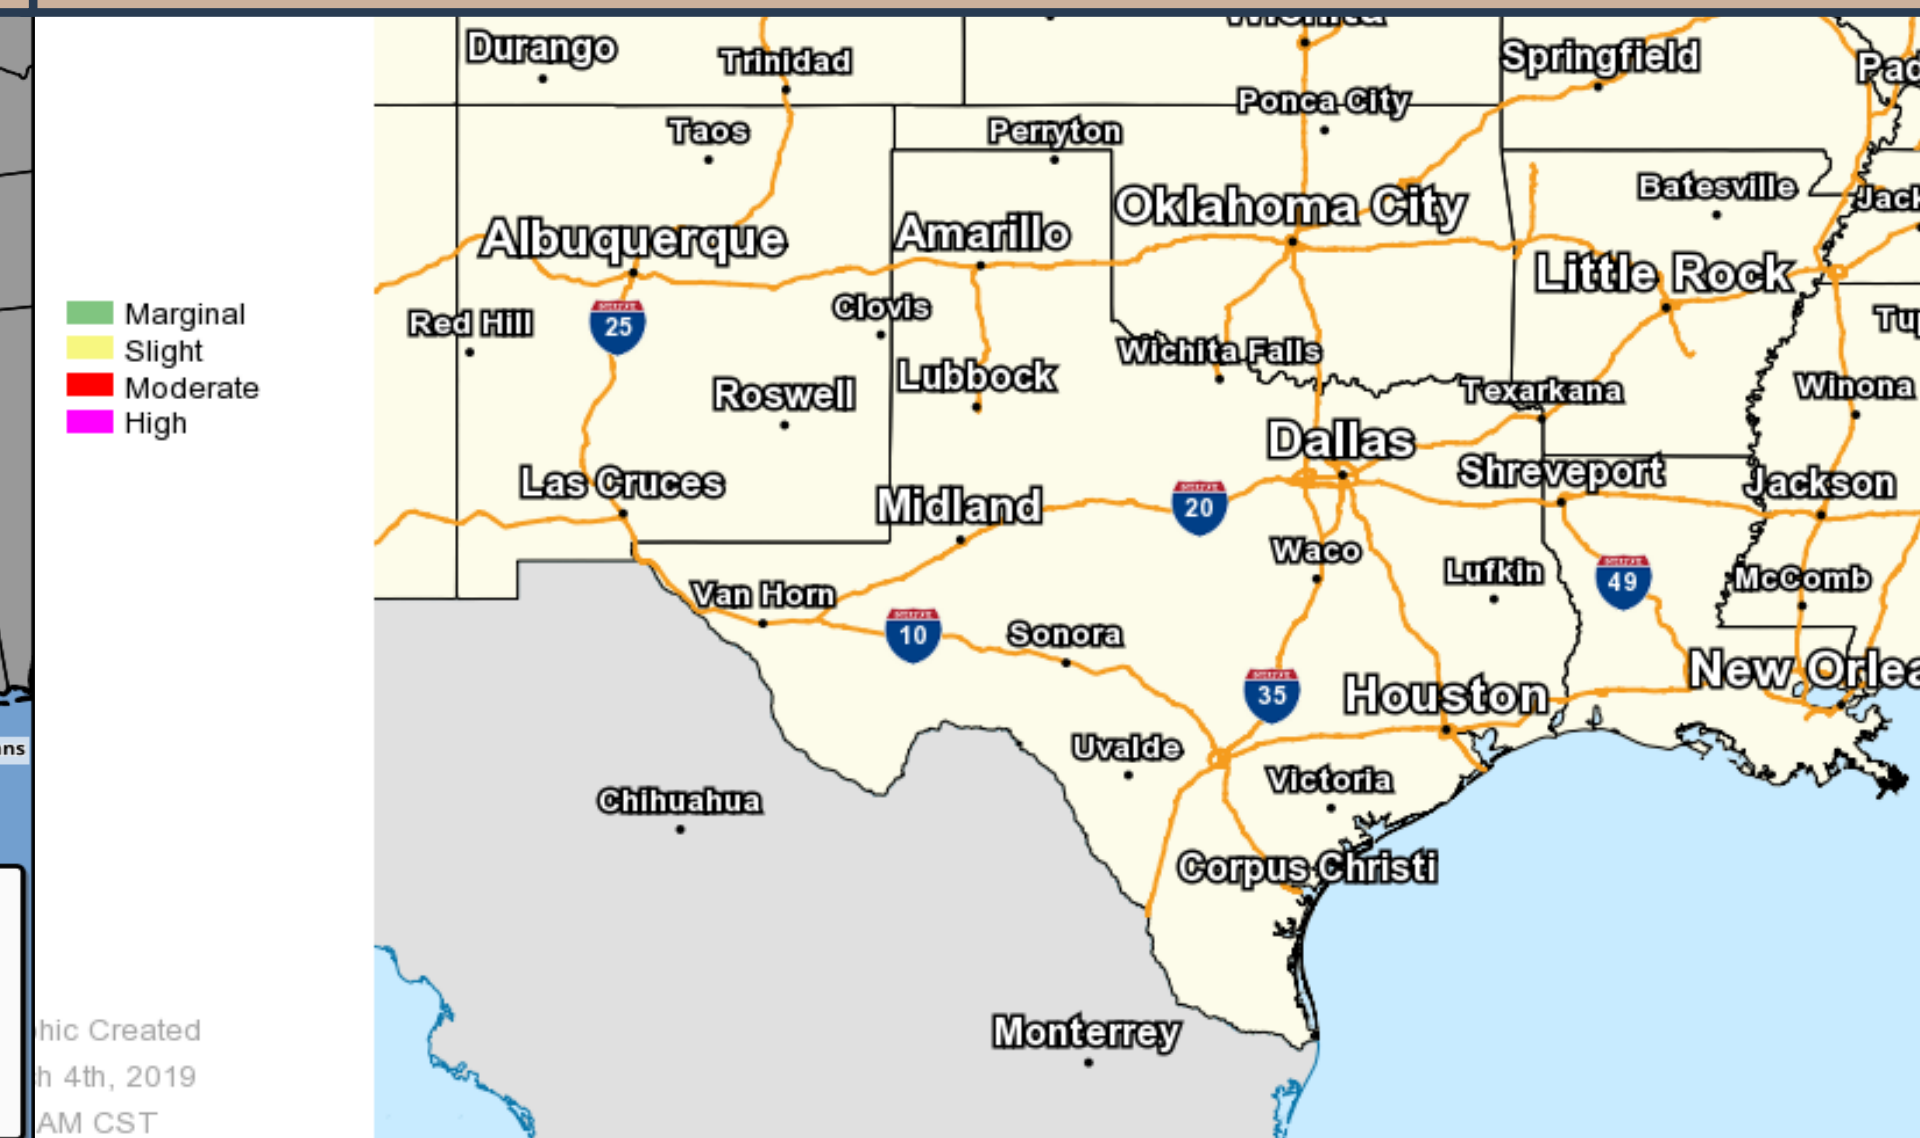 Wichita
Durango
Trinidad
Springfield
Ponca City
Taos
Perryton
Batesville
Oklahoma City
Albuquerque
Amarillo
Little Rock
Clovis
Red Hill
25
Wichita Falls
Lubbock
Roswell
Texarkana
Winona
Dallas
Shreveport
Las Cruces
Jackson
Midland
20
Waco
Lufkin
49
McComb
Van Horn
10
Sonora
35
Houston
New Orlea
Uvalde
Victoria
Chihuahua
Corpus Christi
Monterrey
Marginal
Slight
Moderate
High
hic Created
h 4th, 2019
AM CST